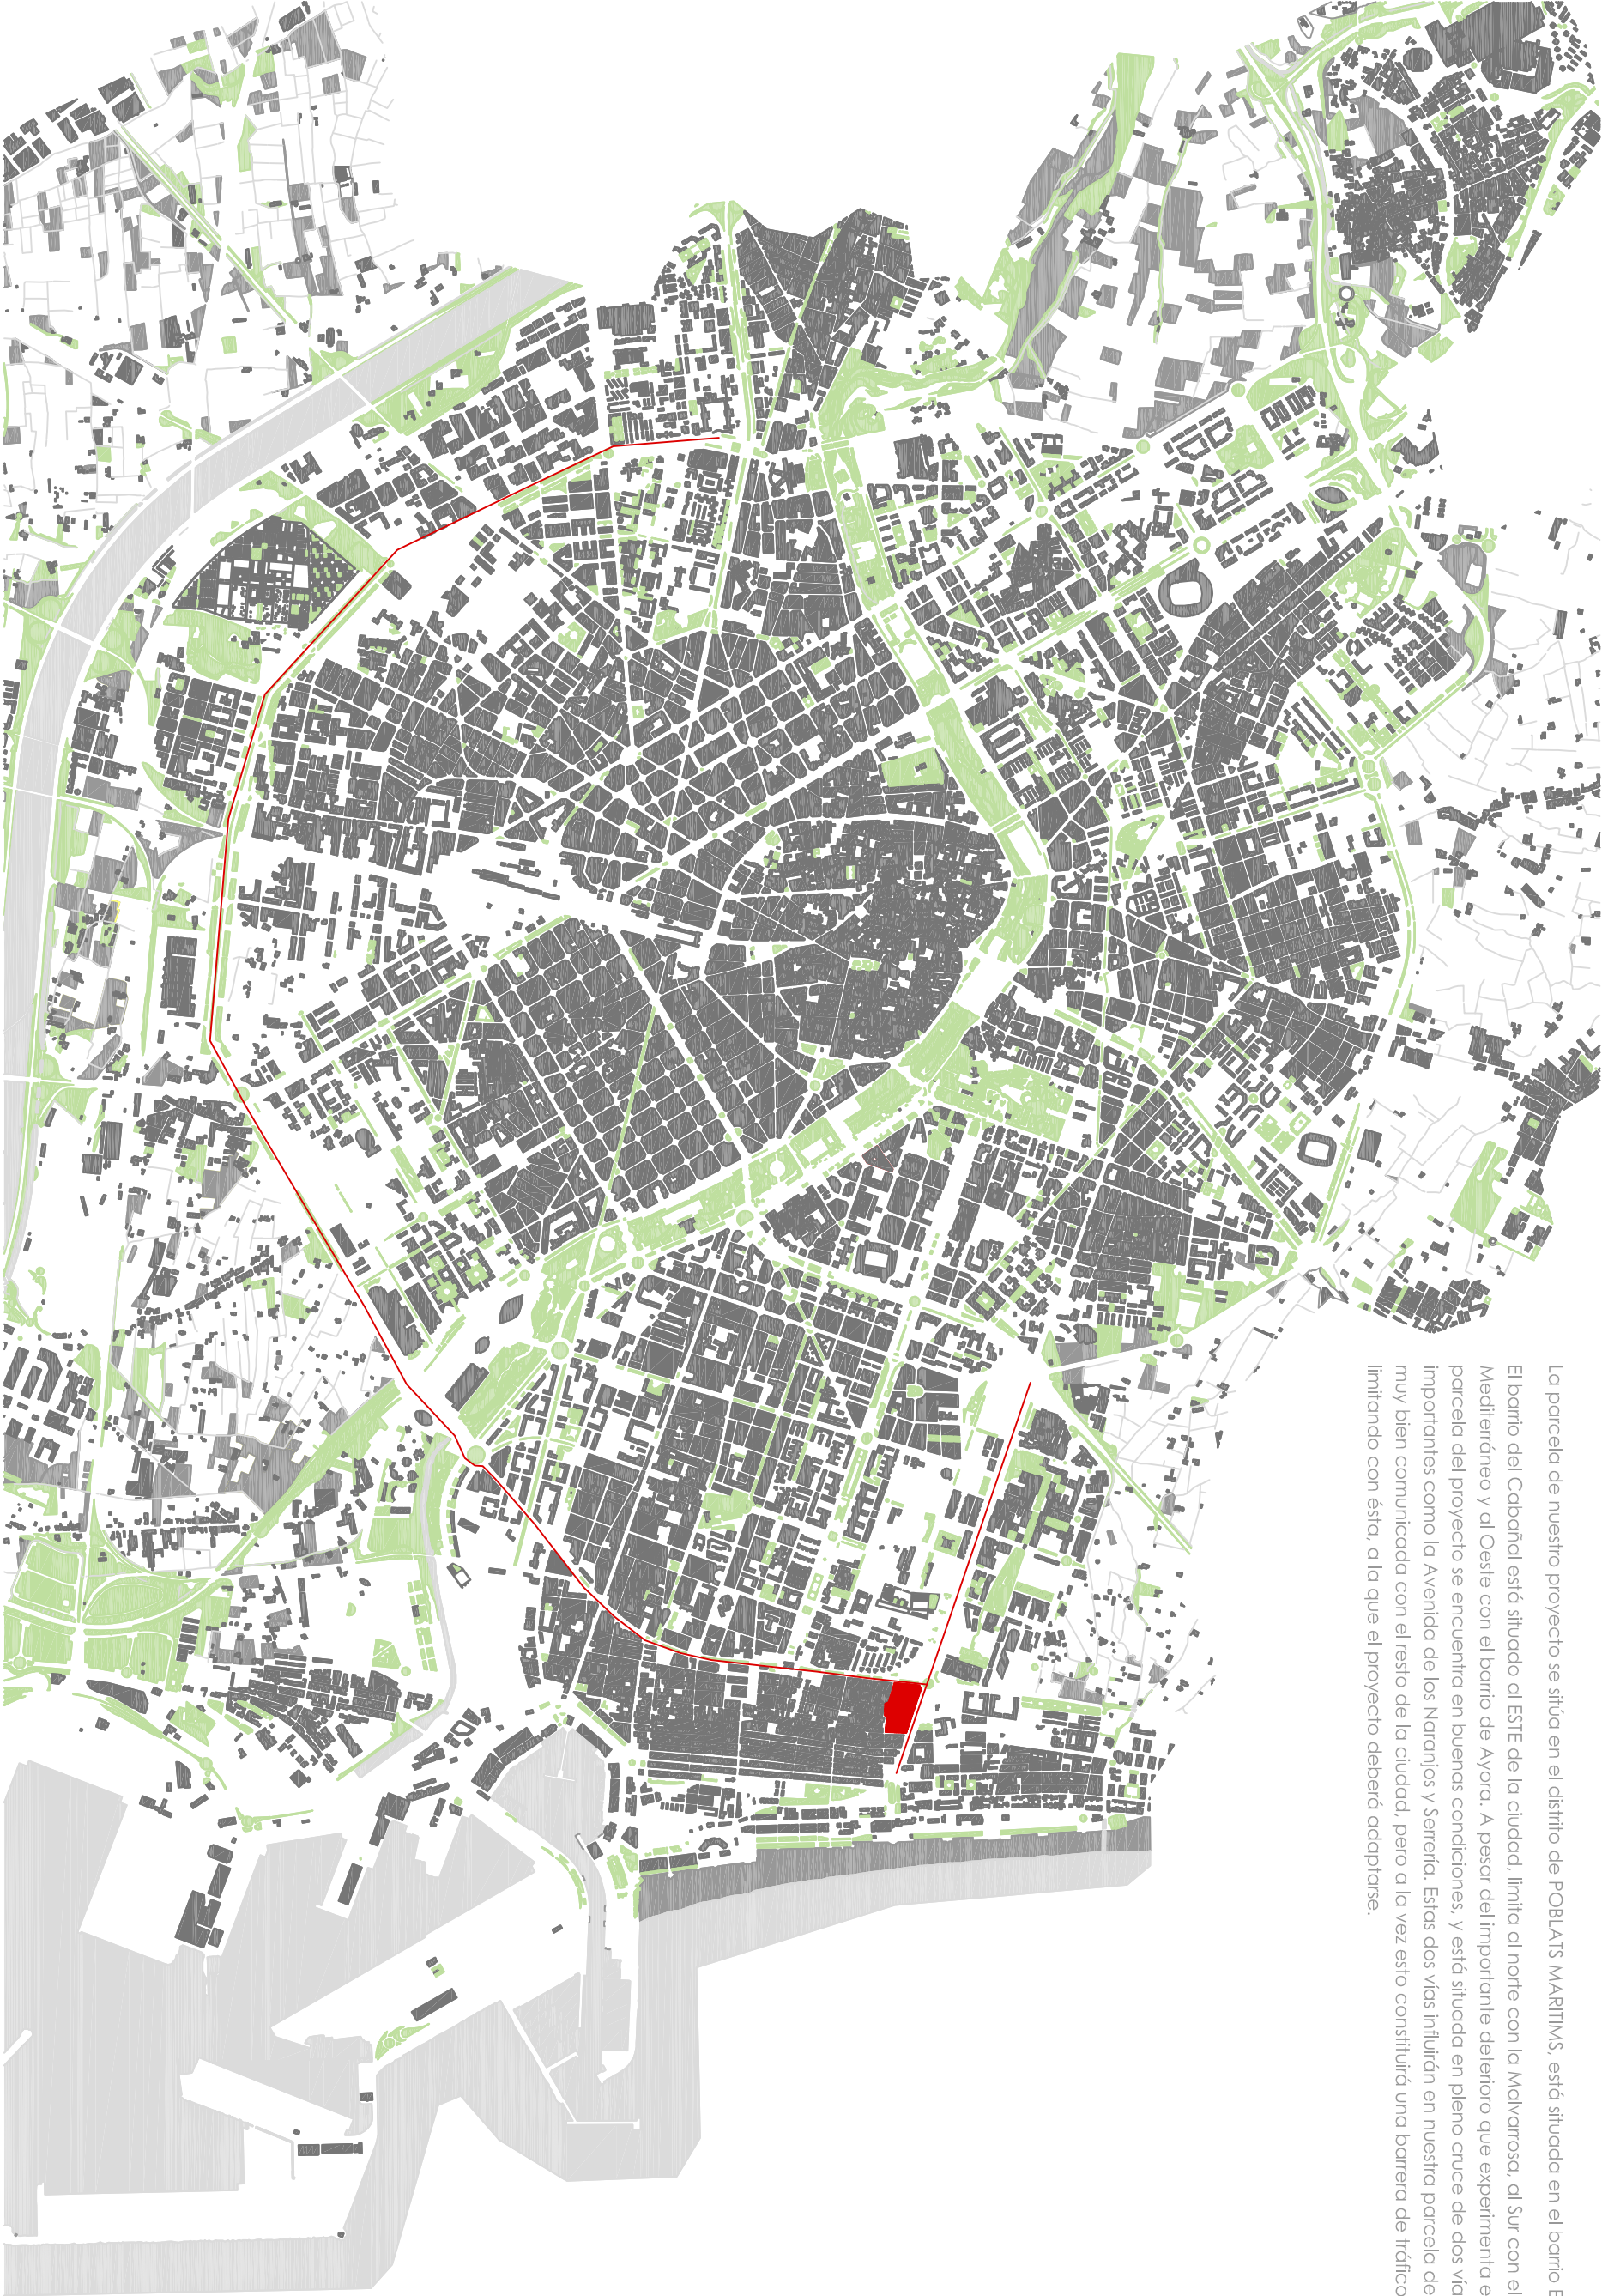 La parcela de nuestro proyecto se sitúa en el distrito de POBLATS MARITIMS, está situada en el barrio E
El barrio del Cabañal está situado al ESTE de la ciudad, limita al norte con la Malvarrosa, al Sur con el
Mediterráneo y al Oeste con el barrio de Ayora. A pesar del importante deterioro que experimenta e
parcela del proyecto se encuentra en buenas condiciones, y está situada en pleno cruce de dos vía
importantes como la Avenida de los Naranjos y Serrería. Estas dos vías influirán en nuestra parcela de
muy bien comunicada con el resto de la ciudad, pero a la vez esto constituirá una barrera de tráfico
limitando con ésta, a la que el proyecto deberá adaptarse.